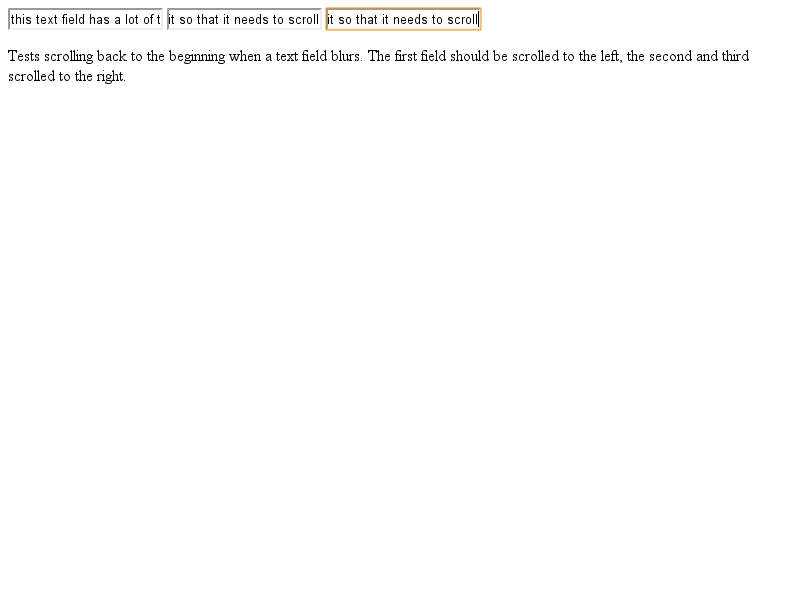 this text field has a lot of t it so that it needs to scroll it so that it needs to scroll
Tests scrolling back to the beginning when a text field blurs. The first field should be scrolled to the left, the second and third
scrolled to the right.